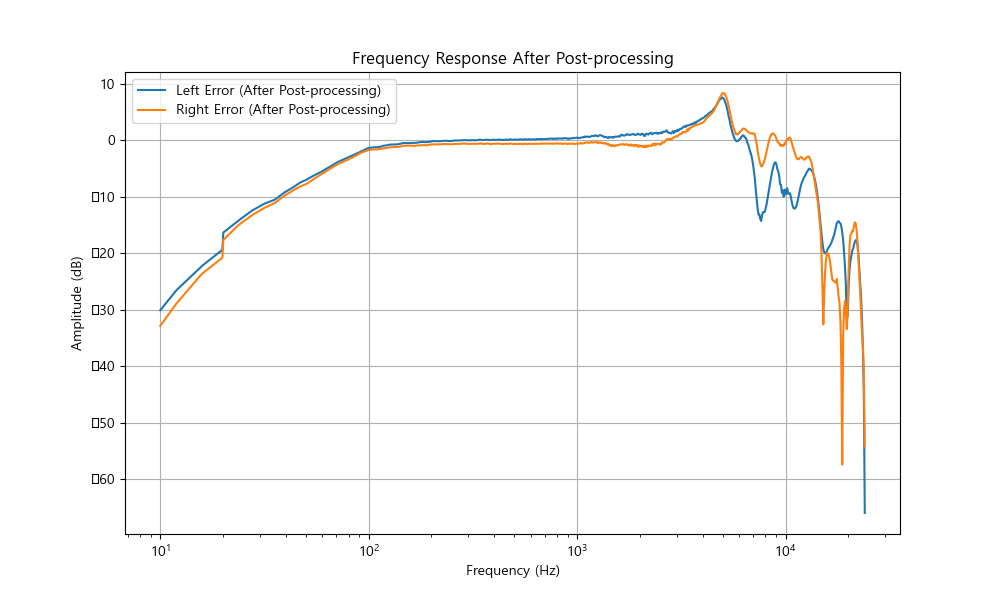 Frequency Response After Post-processing
Left Error (After Post-processing)
Right Error (After Post-processing)
Amplitude (dB)
10
0
□10
□20
□30
□40
□50
□60
10¹
10²
10³
10⁴
Frequency (Hz)